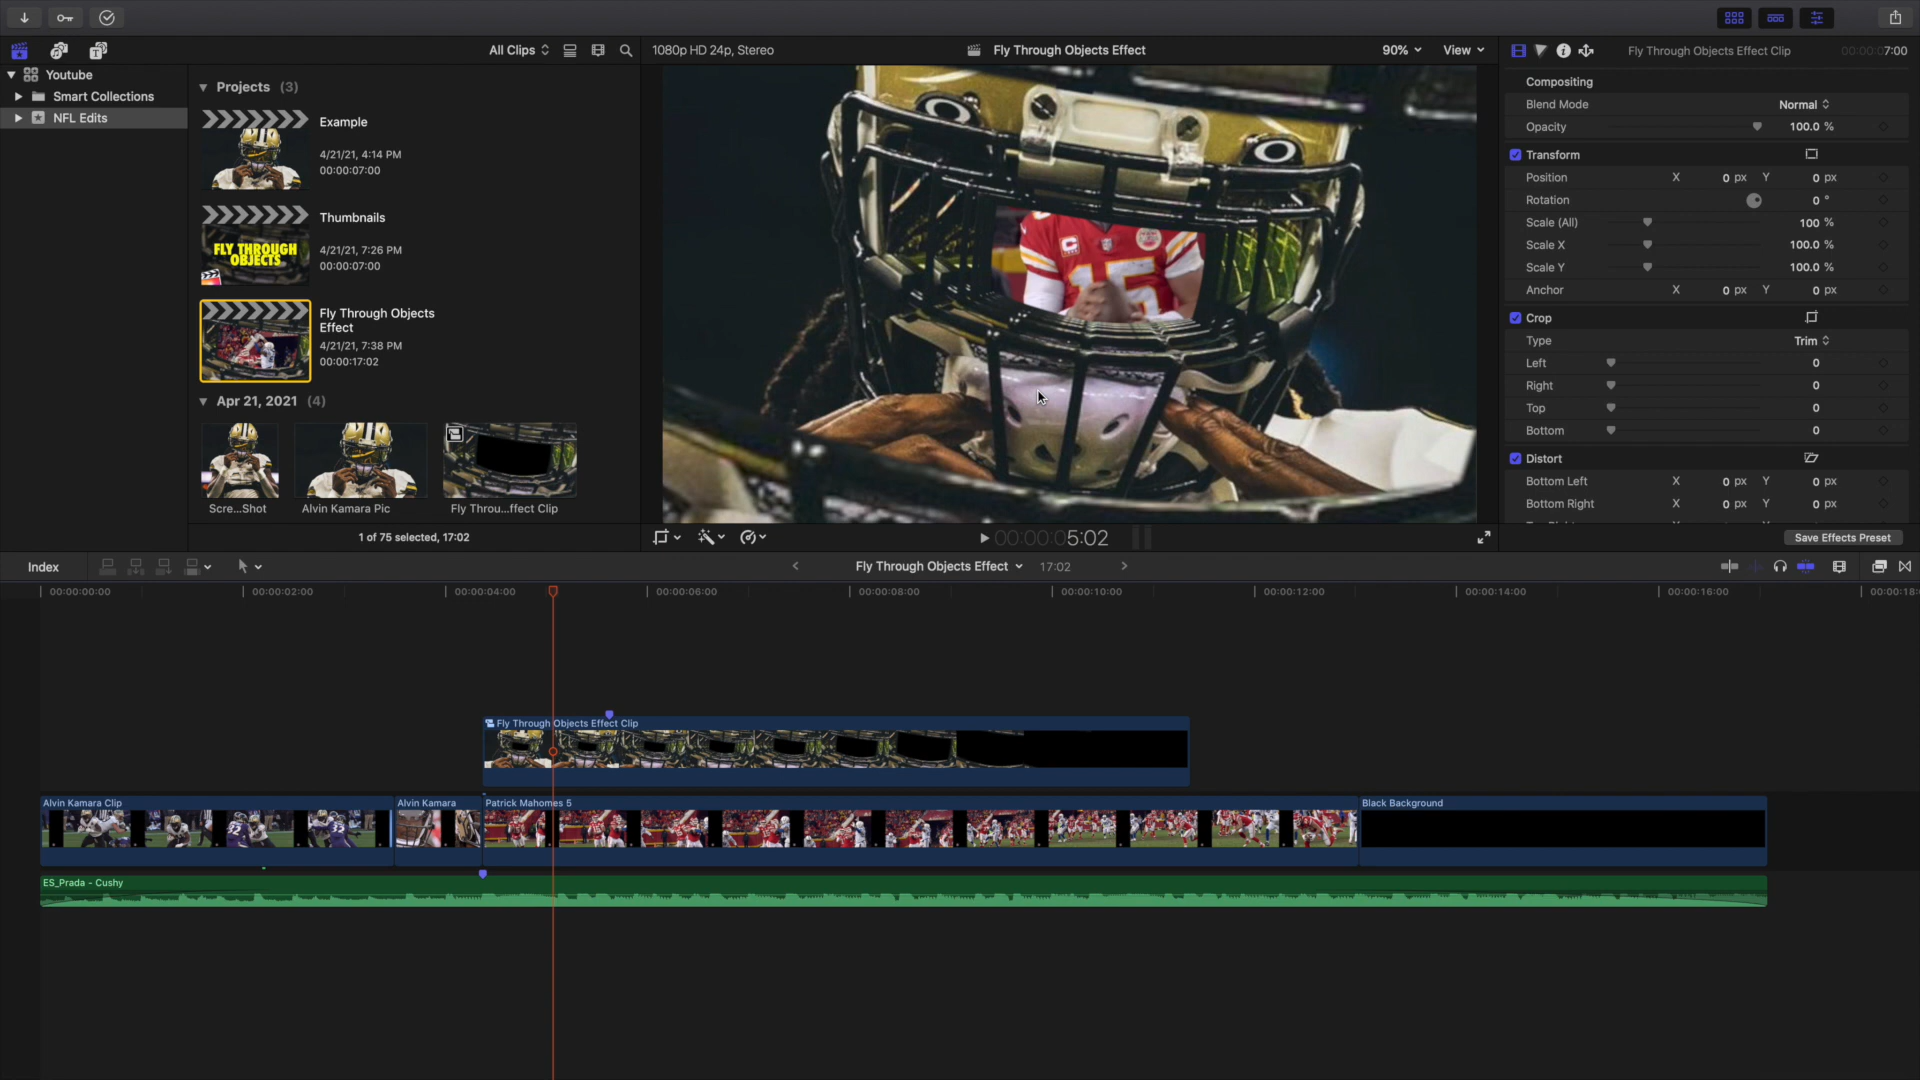 All Clips
1080p HD 24p, Stereo
Fly Through Objects Effect
90%
View
Fly Through Objects Effect Clip
00:00:07:00
Youtube
Smart Collections
NFL Edits
Projects (3)
Example
4/21/21, 4:14 PM
00:00:07:00
FLY THROUGH
OBJECTS
Thumbnails
4/21/21, 7:26 PM
00:00:07:00
Fly Through Objects
Effect
4/21/21, 7:38 PM
00:00:17:02
Apr 21, 2021 (4)
Scre...Shot
Alvin Kamara Pic
Fly Throu...ffect Clip
1 of 75 selected, 17:02
C
15
00:00:00:5:02
Compositing
Blend Mode
Normal
Opacity
100.0 %
Transform
Position
X 0 px Y 0 px
Rotation
0 °
Scale (All)
100 %
Scale X
100.0 %
Scale Y
100.0 %
Anchor
X 0 px Y 0 px
Crop
Type
Trim
Left
0
Right
0
Top
0
Bottom
0
Distort
Bottom Left
X 0 px Y 0 px
Bottom Right
X 0 px Y 0 px
Save Effects Preset
Index
Fly Through Objects Effect
17:02
00:00:00:00
00:00:02:00
00:00:04:00
00:00:06:00
00:00:08:00
00:00:10:00
00:00:12:00
00:00:14:00
00:00:16:00
00:00:18:
Fly Through Objects Effect Clip
Alvin Kamara Clip
Alvin Kamara
Patrick Mahomes 5
Black Background
ES_Prada - Cushy